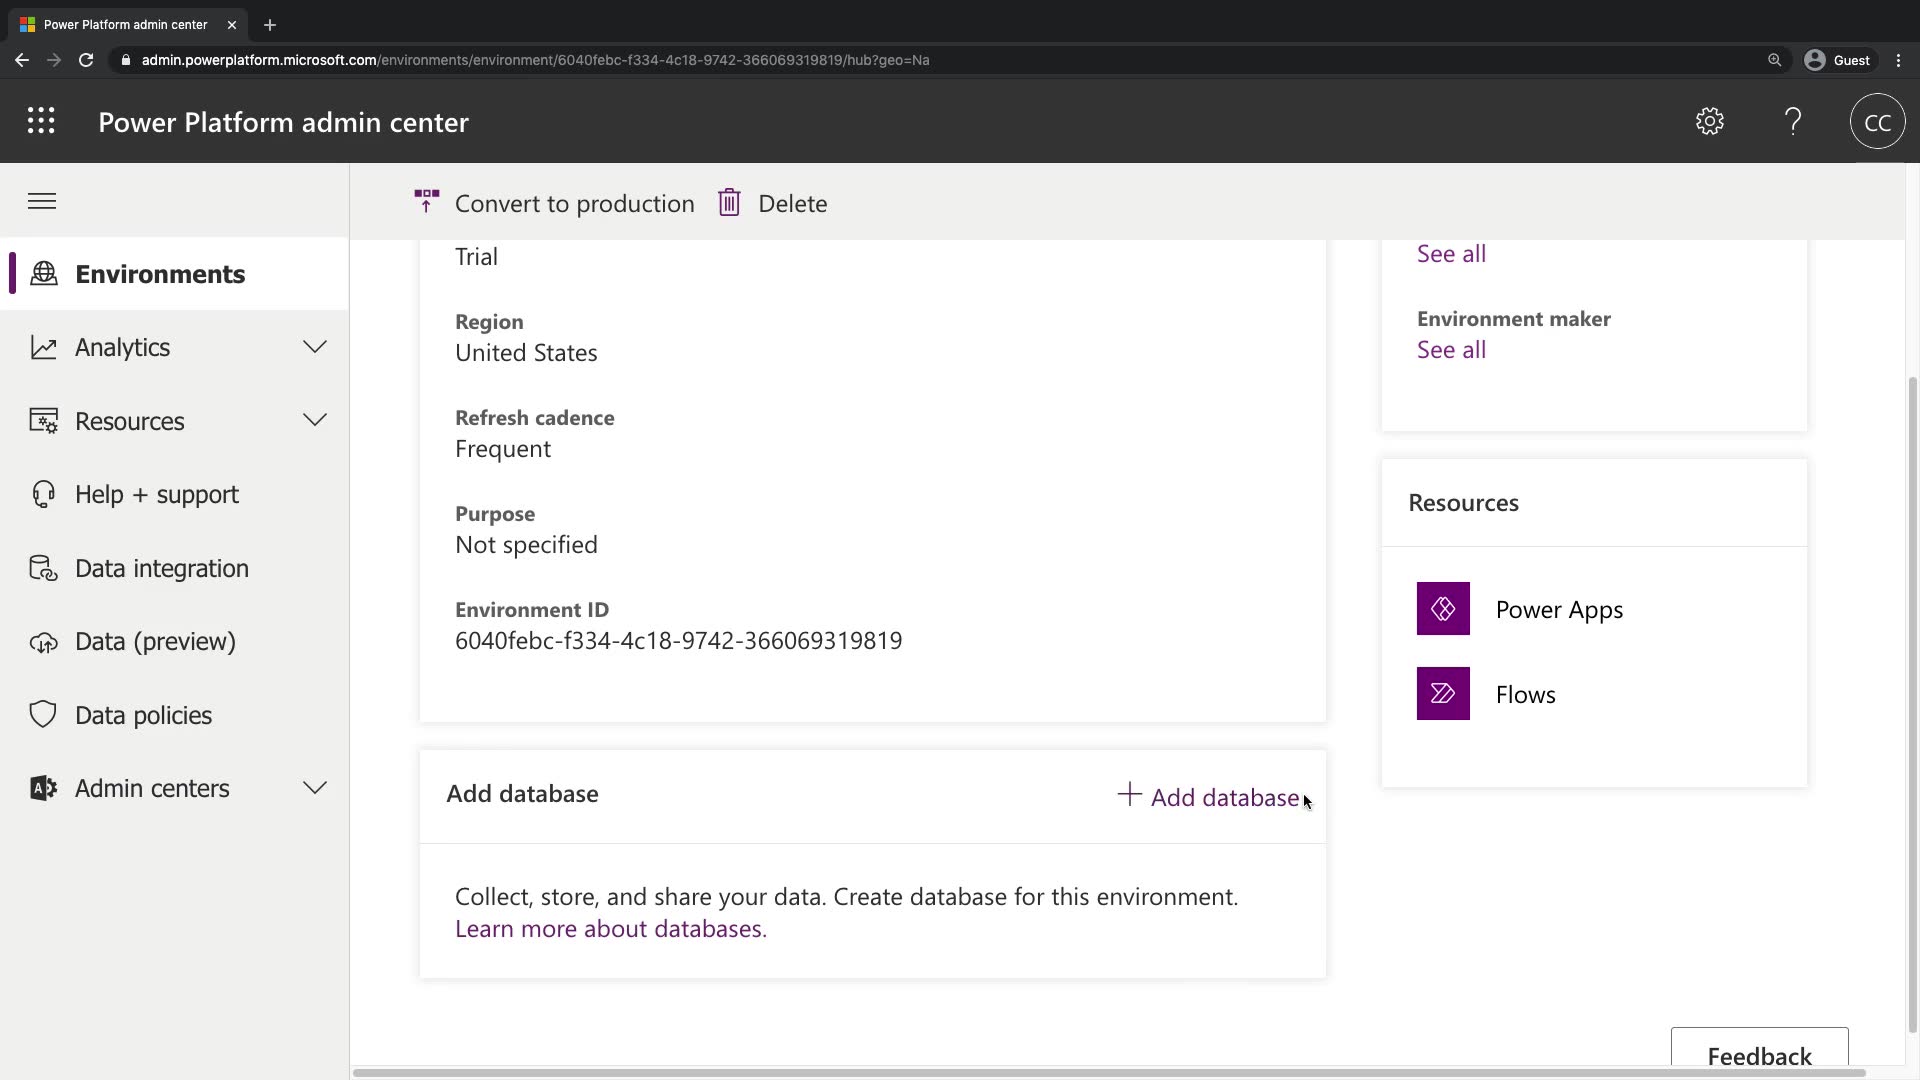 Power Platform admin center
admin.powerplatform.microsoft.com/environments/environment/6040febc-f334-4c18-9742-366069319819/hub?geo=Na
Guest
Power Platform admin center
CC
Convert to production
Delete
Environments
Analytics
Resources
Help + support
Data integration
Data (preview)
Data policies
Admin centers
Trial
Region
United States
Refresh cadence
Frequent
Purpose
Not specified
Environment ID
6040febc-f334-4c18-9742-366069319819
Add database
Add database
Collect, store, and share your data. Create database for this environment.
Learn more about databases.
See all
Environment maker
See all
Resources
Power Apps
Flows
Feedback